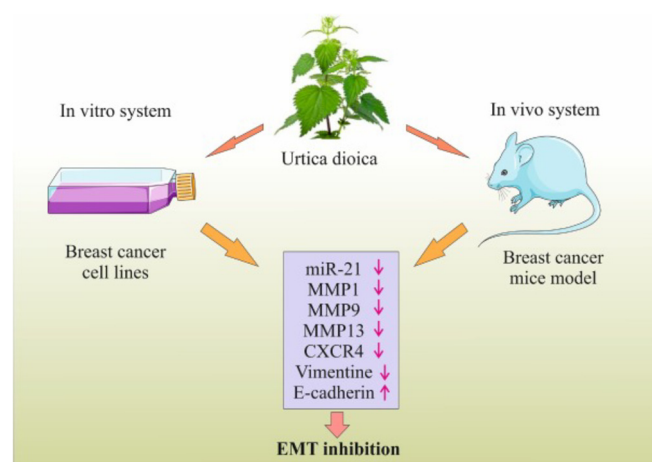 In vitro system
In vivo system
Urtica dioica
Breast cancer
cell lines
Breast cancer
mice model
miR-21 ↓
MMP1 ↓
MMP9 ↓
MMP13 ↓
CXCR4 ↓
Vimentine ↓
E-cadherin ↑
EMT inhibition